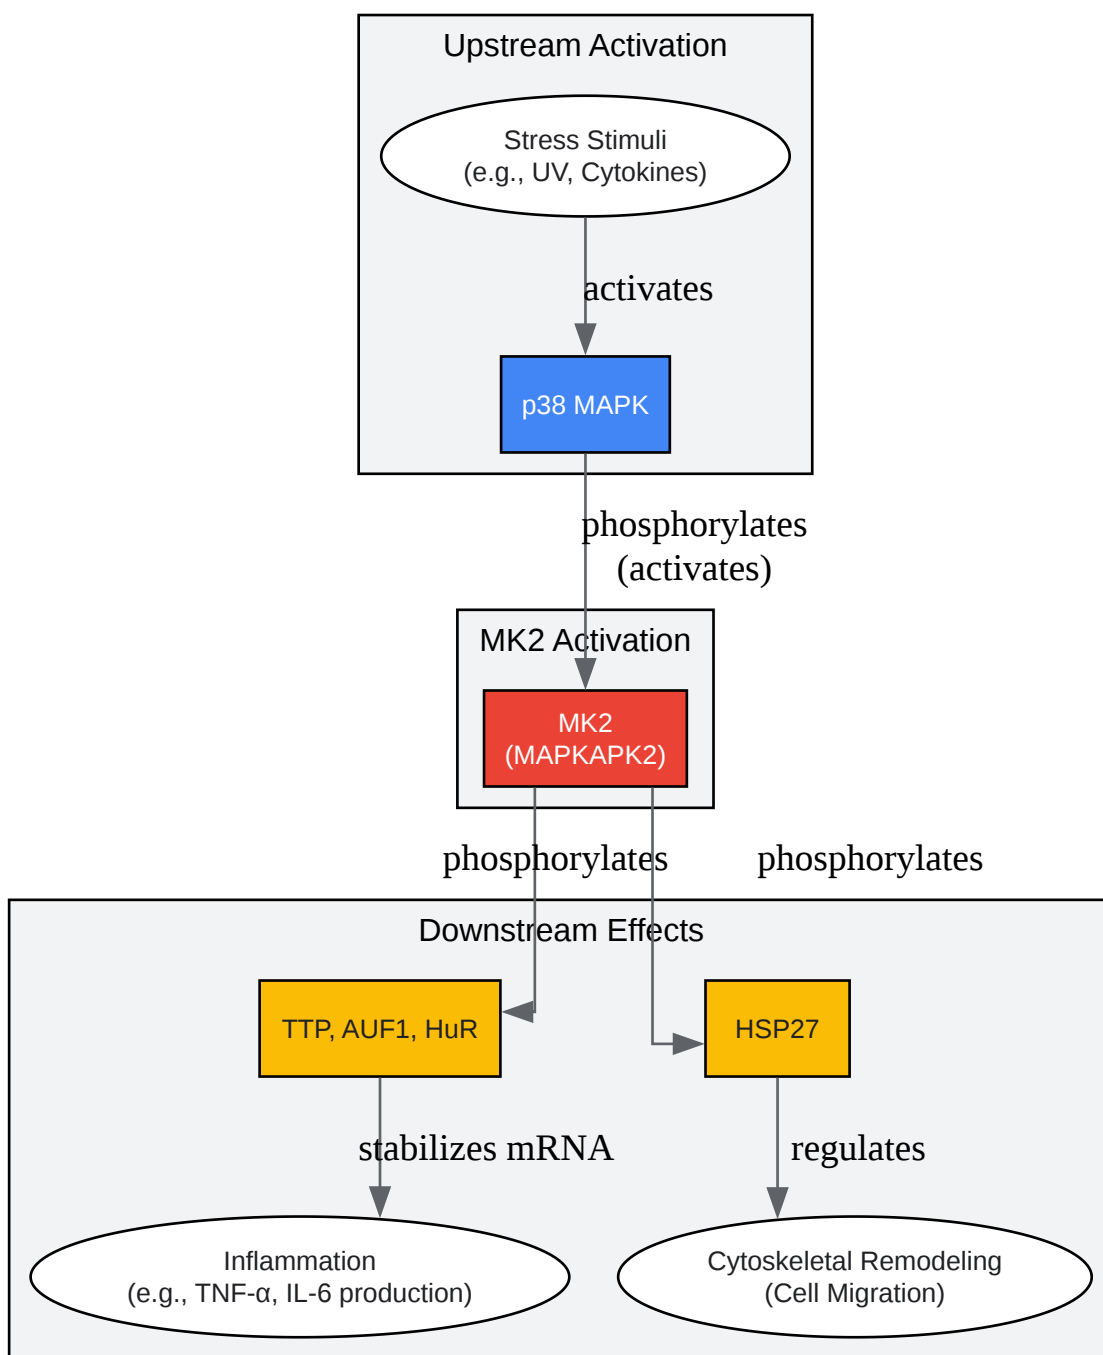 Upstream Activation
Stress Stimuli
(e.g., UV, Cytokines)
activates
p38 MAPK
phosphorylates
(activates)
MK2 Activation
MK2
(MAPKAPK2)
phosphorylates
phosphorylates
Downstream Effects
TTP, AUF1, HuR
HSP27
stabilizes mRNA
regulates
Inflammation
(e.g., TNF-α, IL-6 production)
Cytoskeletal Remodeling
(Cell Migration)